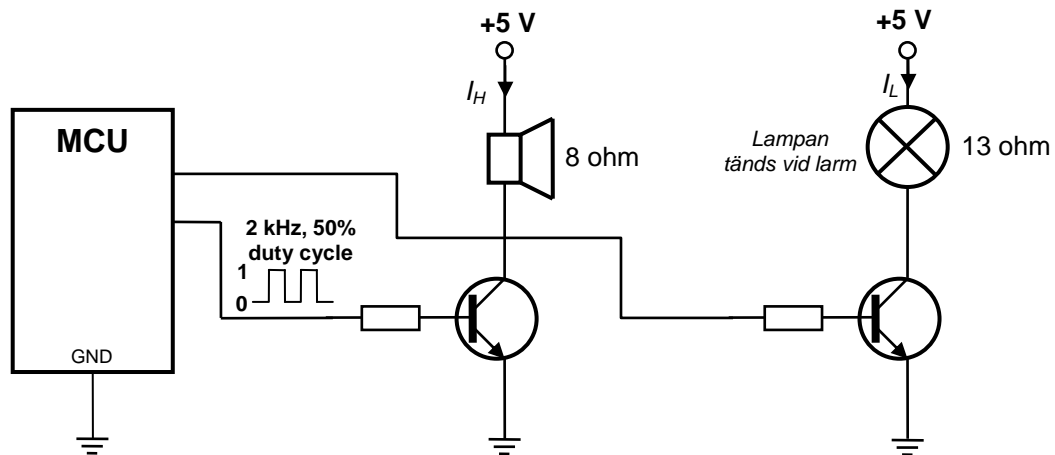 +5 V
+5 V
I_H
I_L
MCU
8 ohm
Lampan
tänds vid larm
13 ohm
2 kHz, 50%
duty cycle
1
0
GND